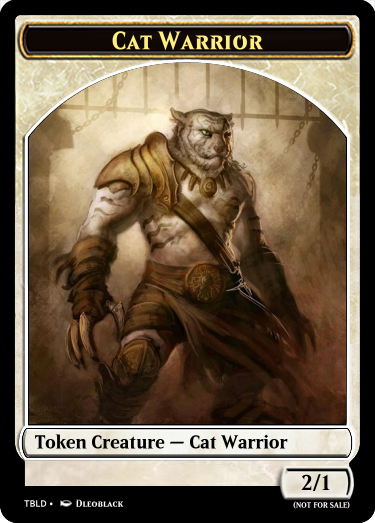 CAT WARRIOR
Token Creature — Cat Warrior
2/1
TBLD • DLEOBLACK
(NOT FOR SALE)